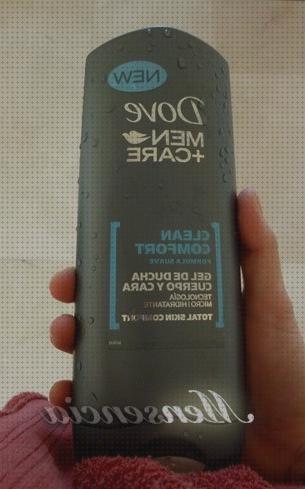 NEW
Dove
MEN
+CARE
CLEAN
COMFORT
FORMULA SUAVE
GEL DE DUCHA
CUERPO Y CARA
TECNOLOGÍA
MICRO HIDRATANTE
TOTAL SKIN COMFORT
Mensencia